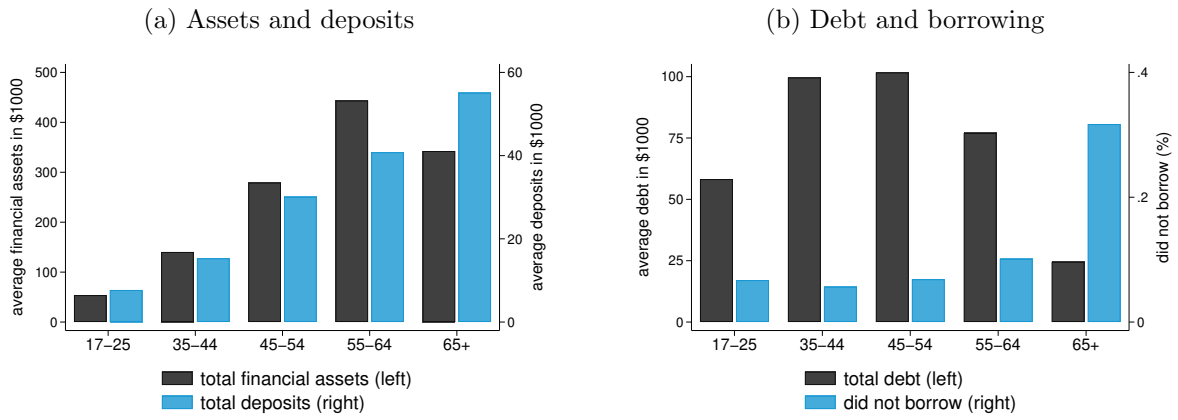 (a) Assets and deposits
average financial assets in $1000
500
400
300
200
100
0
60
40
20
0
average deposits in $1000
17–25
35–44
45–54
55–64
65+
total financial assets (left)
total deposits (right)
(b) Debt and borrowing
average debt in $1000
100
75
50
25
0
.4
.2
0
did not borrow (%)
17–25
35–44
45–54
55–64
65+
total debt (left)
did not borrow (right)